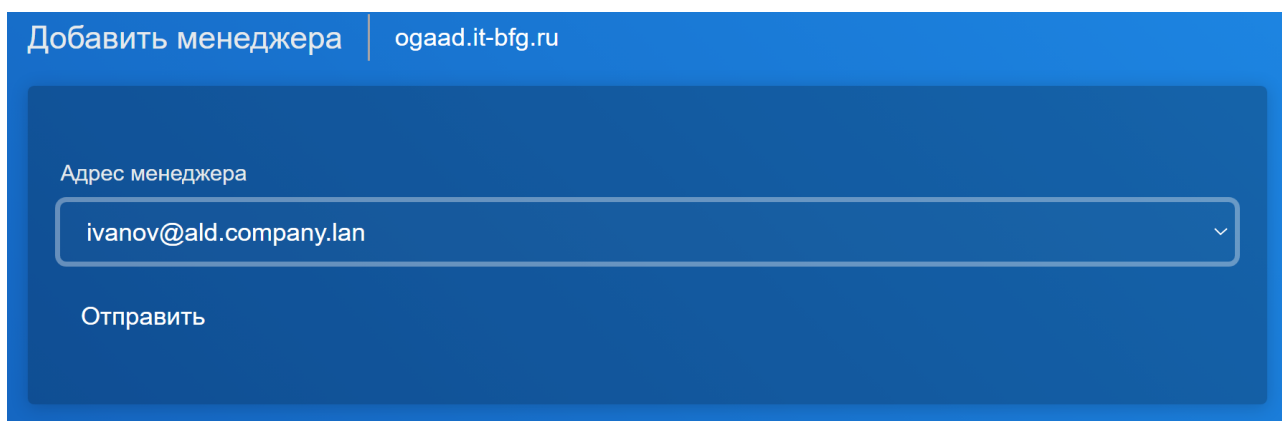 Добавить менеджера ogaad.it-bfg.ru
Адрес менеджера
ivanov@ald.company.lan
Отправить